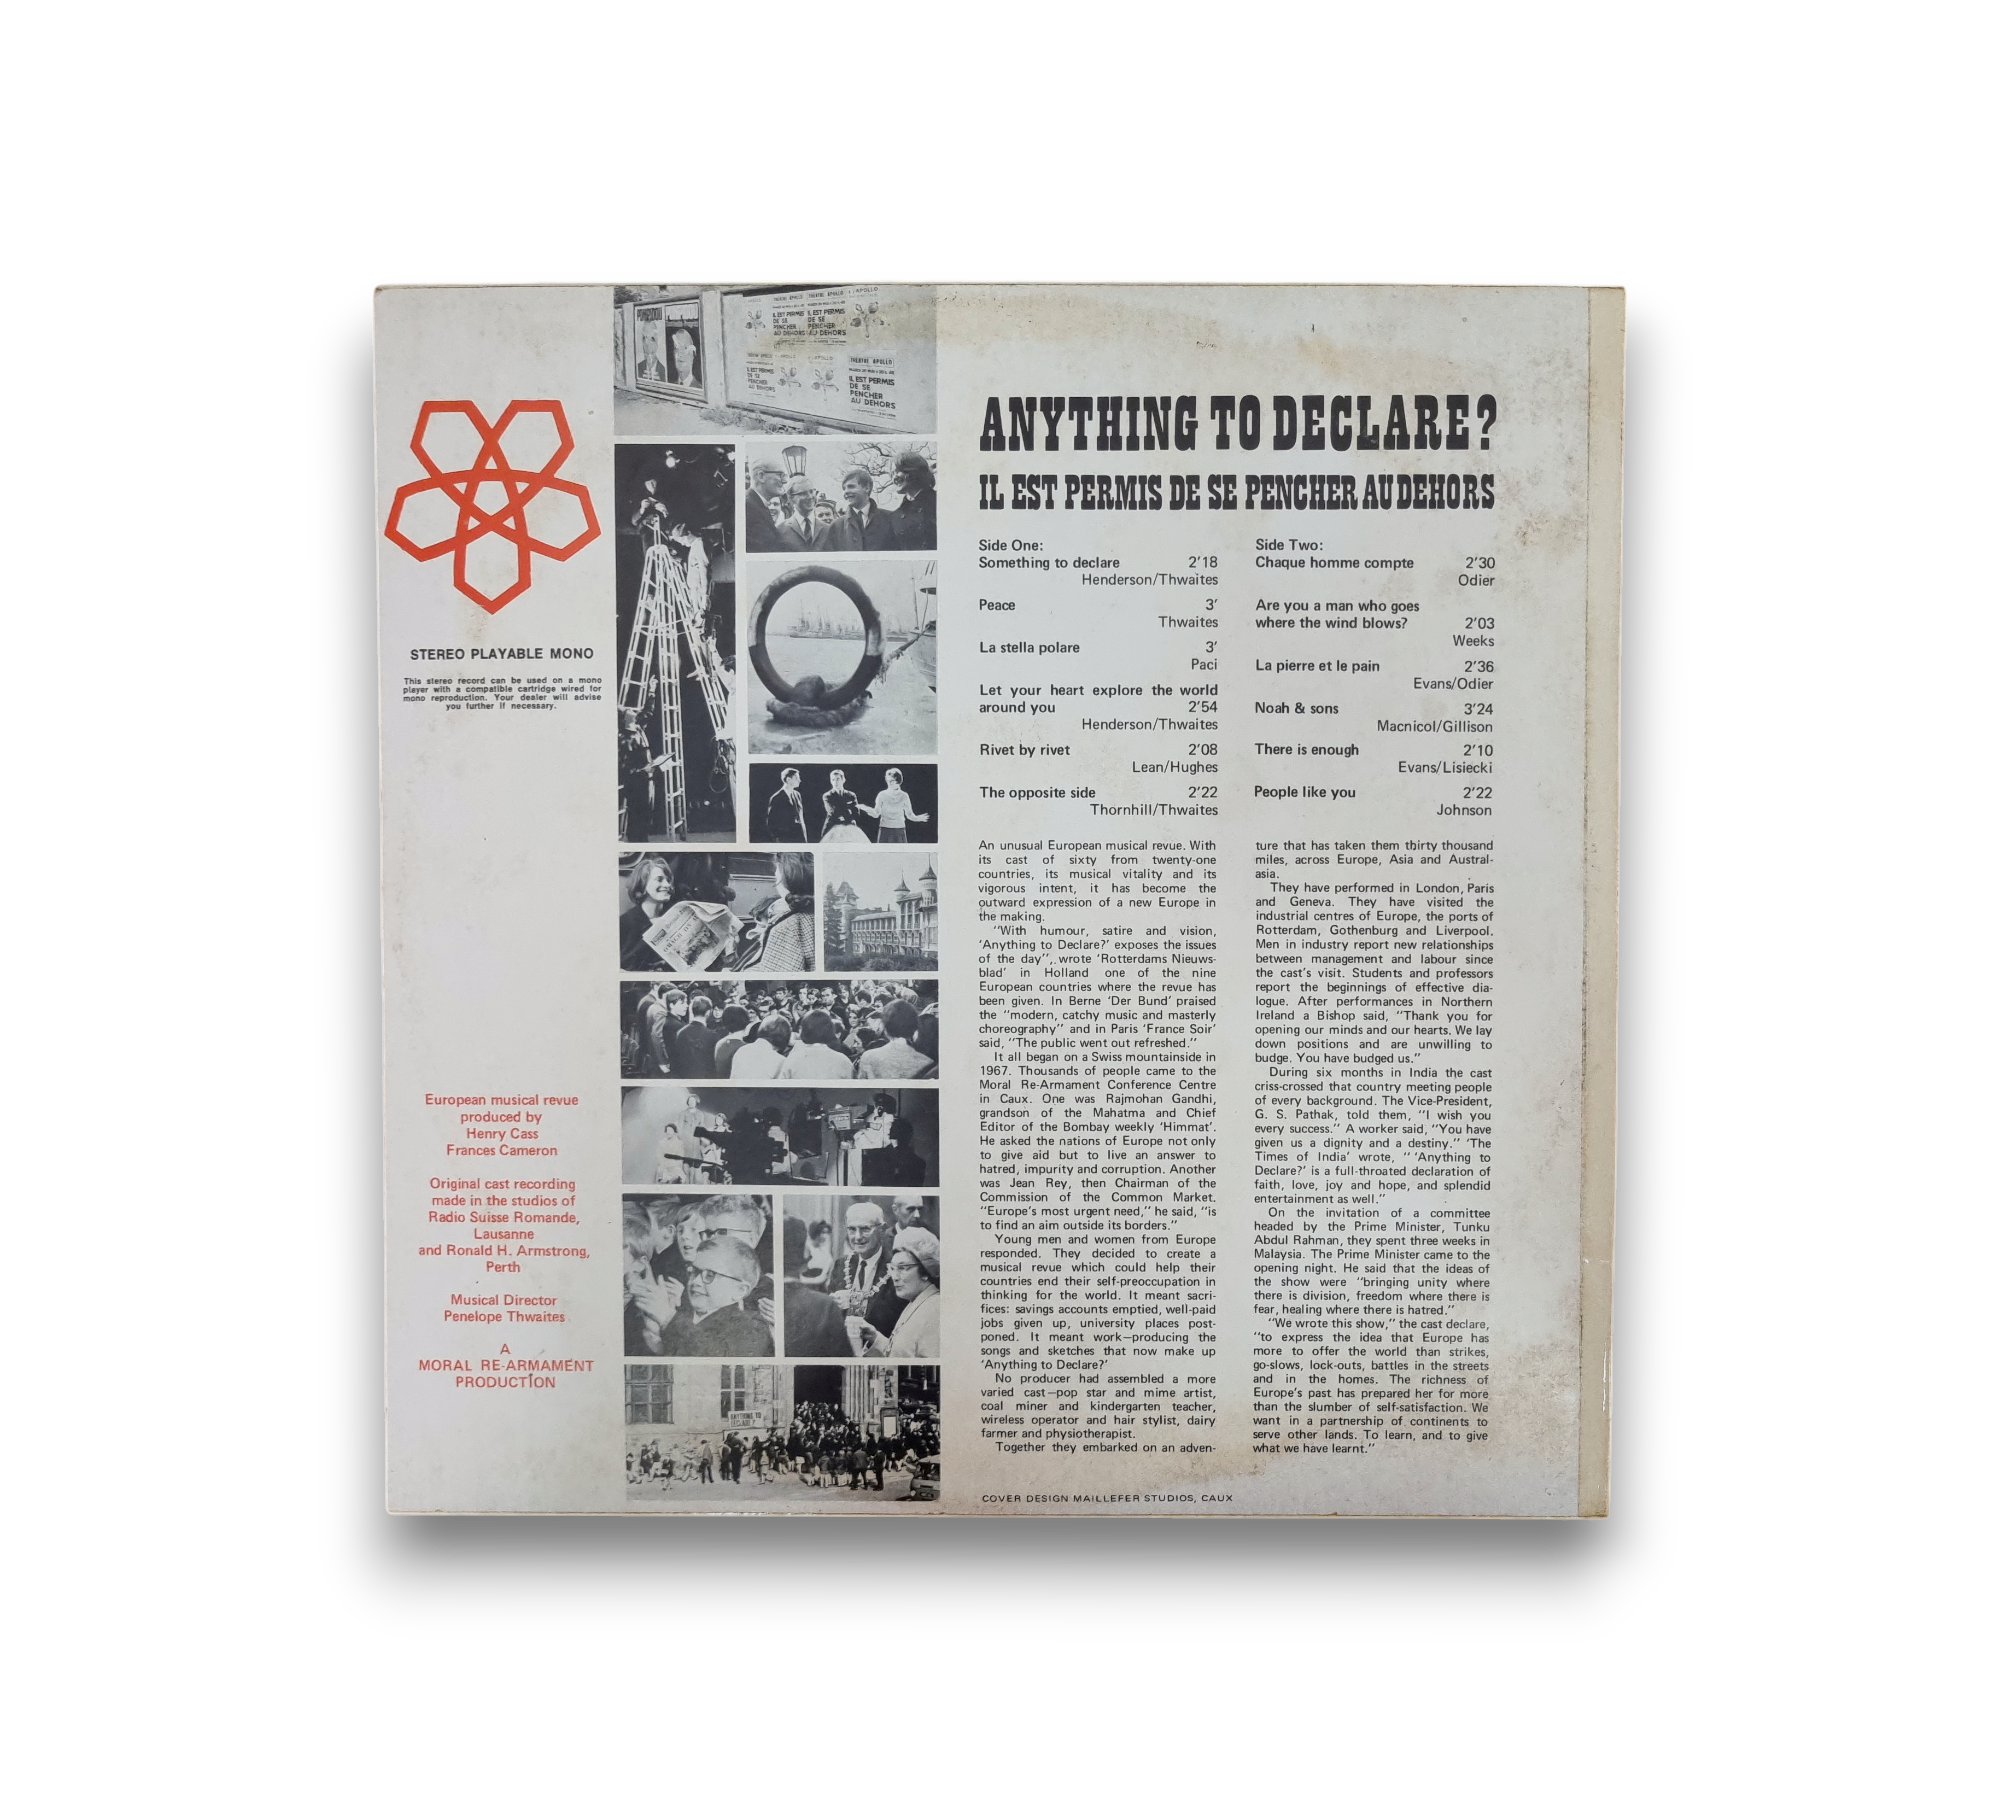 STEREO PLAYABLE MONO
This stereo record can be used on a mono
player with a compatible cartridge wired for
mono reproduction. Your dealer will advise
you further if necessary.
European musical revue
produced by
Henry Cass
Frances Cameron
Original cast recording
made in the studios of
Radio Suisse Romande,
Lausanne
and Ronald H. Armstrong,
Perth
Musical Director
Penelope Thwaites
A
MORAL RE-ARMAMENT
PRODUCTION
POMPIDOU
THEATRE APOLLO
IL EST PERMIS
DE SE
PENCHER
AU DEHORS
IL EST PERMIS
DE SE
PENCHER
AU DEHORS
THEATRE APOLLO
IL EST PERMIS
DE SE
PENCHER
AU DEHORS
ANYTHING TO
DECLARE?
ANYTHING TO DECLARE?
IL EST PERMIS DE SE PENCHER AU DEHORS
Side One:
Something to declare 2'18
Henderson/Thwaites
Peace 3'
Thwaites
La stella polare 3'
Paci
Let your heart explore the world
around you 2'54
Henderson/Thwaites
Rivet by rivet 2'08
Lean/Hughes
The opposite side 2'22
Thornhill/Thwaites
Side Two:
Chaque homme compte 2'30
Odier
Are you a man who goes
where the wind blows? 2'03
Weeks
La pierre et le pain 2'36
Evans/Odier
Noah & sons 3'24
Macnicol/Gillison
There is enough 2'10
Evans/Lisiecki
People like you 2'22
Johnson
An unusual European musical revue. With
its cast of sixty from twenty-one
countries, its musical vitality and its
vigorous intent, it has become the
outward expression of a new Europe in
the making.
"With humour, satire and vision,
'Anything to Declare?' exposes the issues
of the day", wrote 'Rotterdams Nieuws-
blad' in Holland one of the nine
European countries where the revue has
been given. In Berne 'Der Bund' praised
the "modern, catchy music and masterly
choreography" and in Paris 'France Soir'
said, "The public went out refreshed."
It all began on a Swiss mountainside in
1967. Thousands of people came to the
Moral Re-Armament Conference Centre
in Caux. One was Rajmohan Gandhi,
grandson of the Mahatma and Chief
Editor of the Bombay weekly 'Himmat'.
He asked the nations of Europe not only
to give aid but to live an answer to
hatred, impurity and corruption. Another
was Jean Rey, then Chairman of the
Commission of the Common Market.
"Europe's most urgent need," he said, "is
to find an aim outside its borders."
Young men and women from Europe
responded. They decided to create a
musical revue which could help their
countries end their self-preoccupation in
thinking for the world. It meant sacri-
fices: savings accounts emptied, well-paid
jobs given up, university places post-
poned. It meant work—producing the
songs and sketches that now make up
'Anything to Declare?'
No producer had assembled a more
varied cast—pop star and mime artist,
coal miner and kindergarten teacher,
wireless operator and hair stylist, dairy
farmer and physiotherapist.
Together they embarked on an adven-
ture that has taken them thirty thousand
miles, across Europe, Asia and Austral-
asia.
They have performed in London, Paris
and Geneva. They have visited the
industrial centres of Europe, the ports of
Rotterdam, Gothenburg and Liverpool.
Men in industry report new relationships
between management and labour since
the cast's visit. Students and professors
report the beginnings of effective dia-
logue. After performances in Northern
Ireland a Bishop said, "Thank you for
opening our minds and our hearts. We lay
down positions and are unwilling to
budge. You have budged us."
During six months in India the cast
criss-crossed that country meeting people
of every background. The Vice-President,
G. S. Pathak, told them, "I wish you
every success." A worker said, "You have
given us a dignity and a destiny." 'The
Times of India' wrote, " 'Anything to
Declare?' is a full-throated declaration of
faith, love, joy and hope, and splendid
entertainment as well."
On the invitation of a committee
headed by the Prime Minister, Tunku
Abdul Rahman, they spent three weeks in
Malaysia. The Prime Minister came to the
opening night. He said that the ideas of
the show were "bringing unity where
there is division, freedom where there is
fear, healing where there is hatred."
"We wrote this show," the cast declare,
"to express the idea that Europe has
more to offer the world than strikes,
go-slows, lock-outs, battles in the streets
and in the homes. The richness of
Europe's past has prepared her for more
than the slumber of self-satisfaction. We
want in a partnership of continents to
serve other lands. To learn, and to give
what we have learnt."
COVER DESIGN MAILLEFER STUDIOS, CAUX